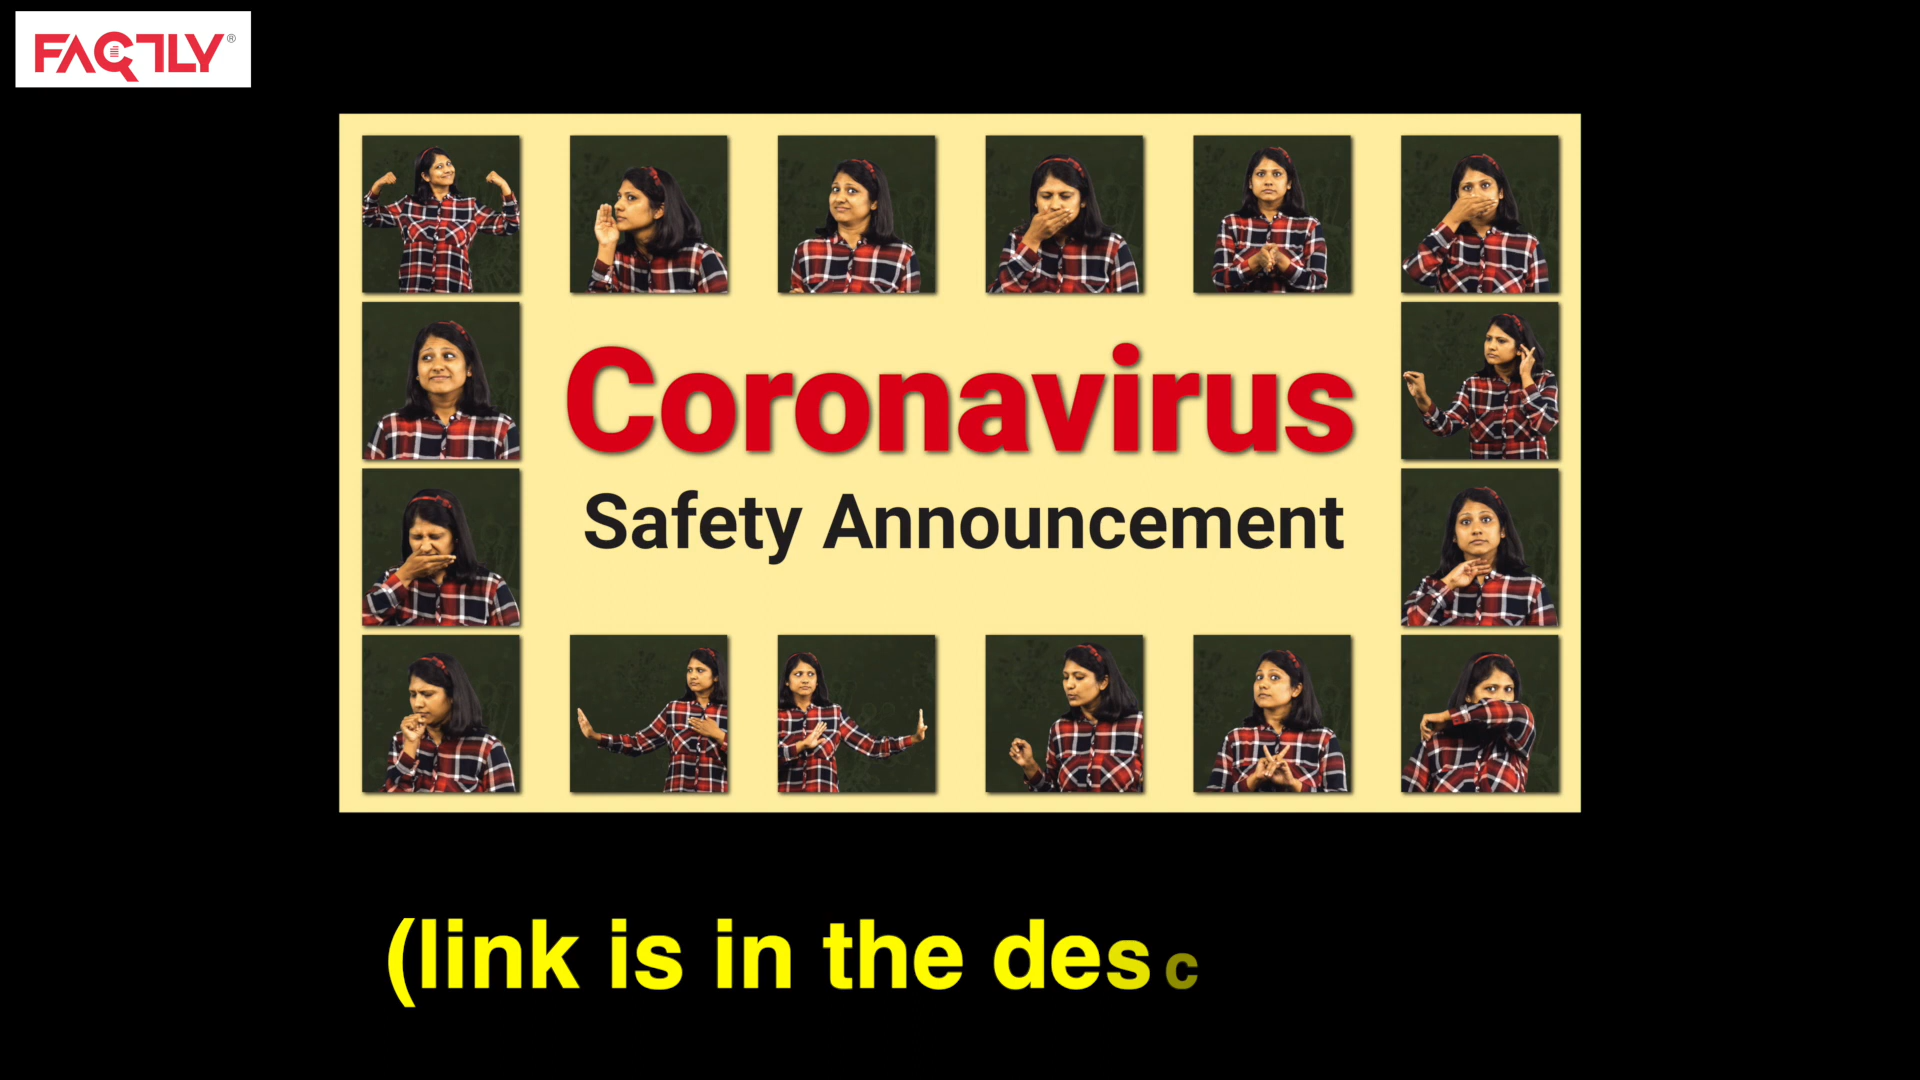 FACTLY®
Coronavirus
Safety Announcement
(link is in the desc